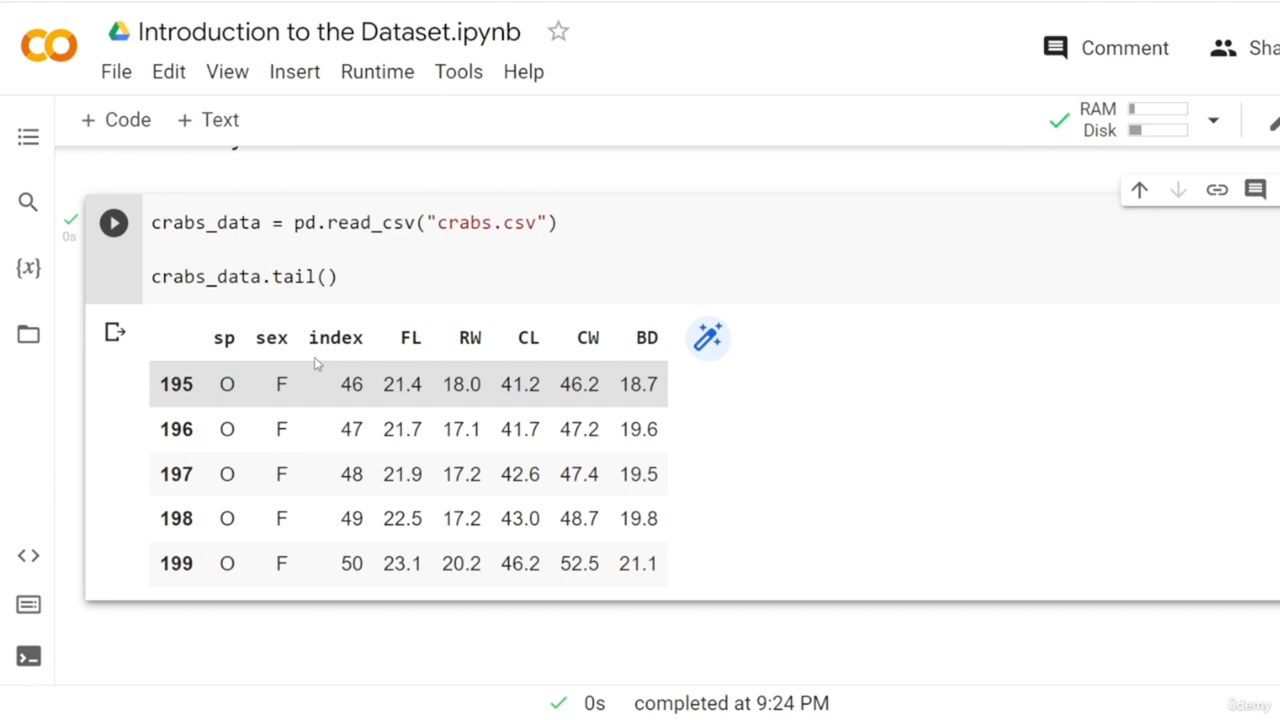 Introduction to the Dataset.ipynb
Comment
File Edit View Insert Runtime Tools Help
+ Code + Text
RAM
Disk
0s
crabs_data = pd.read_csv("crabs.csv")
crabs_data.tail()
{x}
sp sex index FL RW CL CW BD
195 O F 46 21.4 18.0 41.2 46.2 18.7
196 O F 47 21.7 17.1 41.7 47.2 19.6
197 O F 48 21.9 17.2 42.6 47.4 19.5
198 O F 49 22.5 17.2 43.0 48.7 19.8
199 O F 50 23.1 20.2 46.2 52.5 21.1
0s completed at 9:24 PM
ûdemy